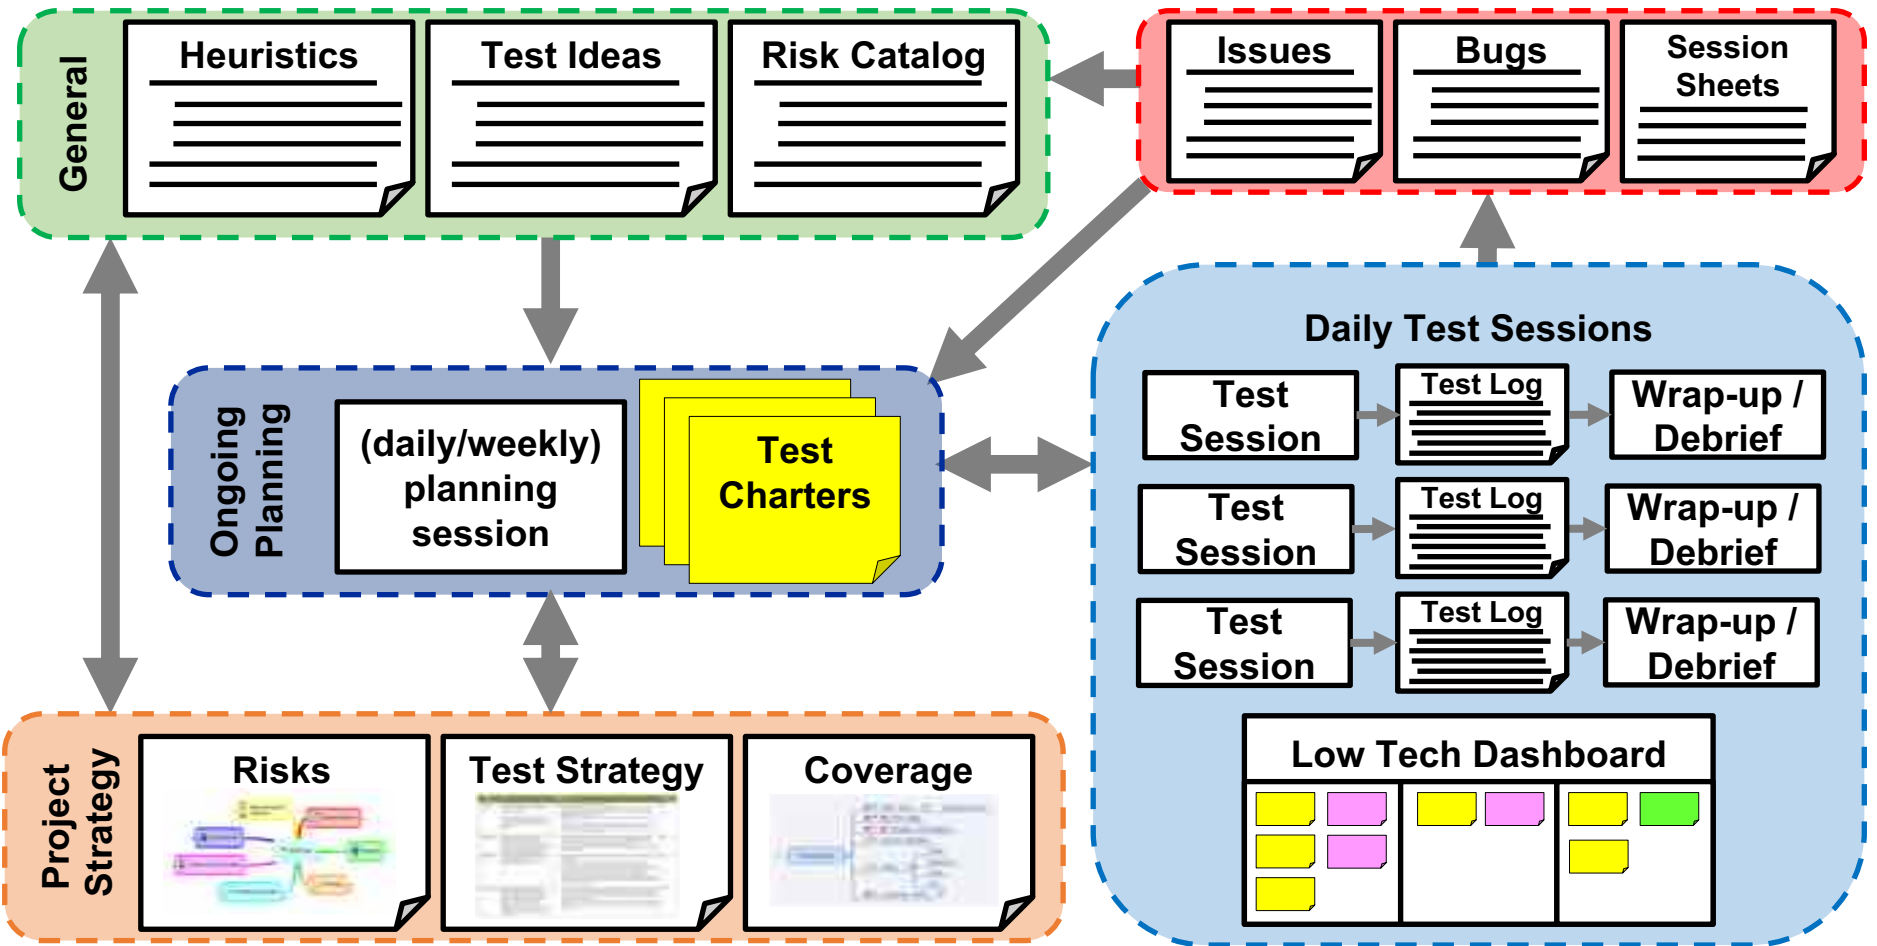 General
Heuristics
Test Ideas
Risk Catalog
Issues
Bugs
Session
Sheets
Ongoing
Planning
(daily/weekly)
planning
session
Test
Charters
Daily Test Sessions
Test
Session
Test Log
Wrap-up /
Debrief
Test
Session
Test Log
Wrap-up /
Debrief
Test
Session
Test Log
Wrap-up /
Debrief
Low Tech Dashboard
Project
Strategy
Risks
Test Strategy
Coverage